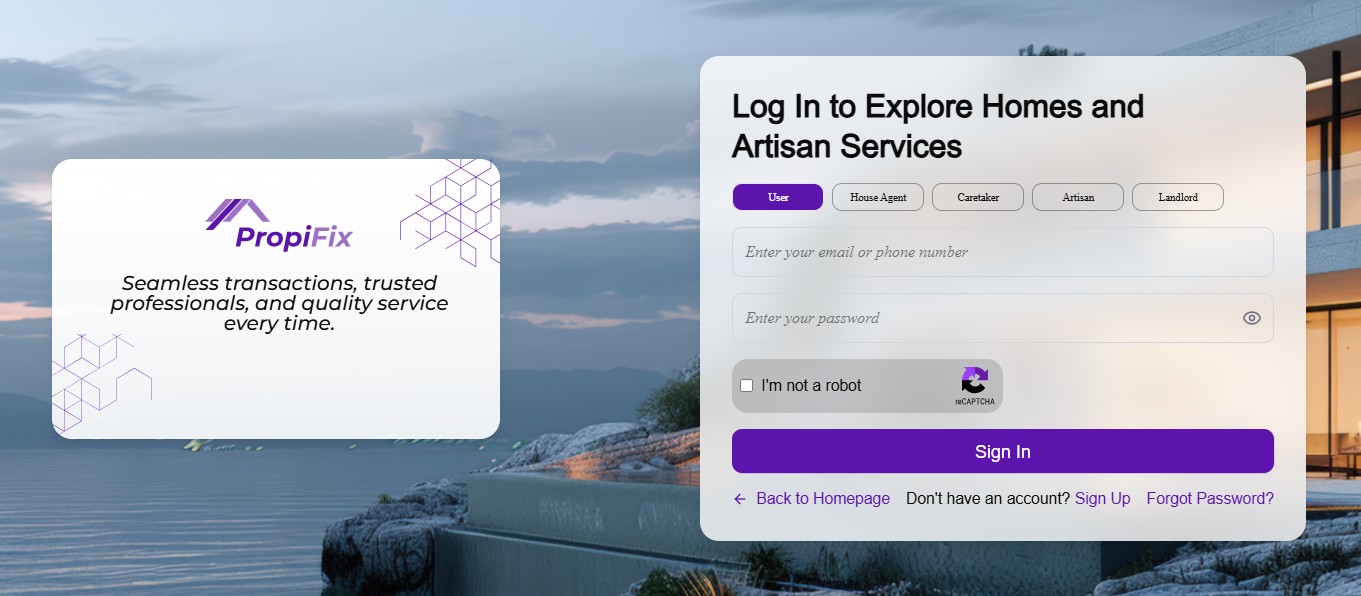 PropiFix
Seamless transactions, trusted
professionals, and quality service
every time.
Log In to Explore Homes and
Artisan Services
User House Agent Caretaker Artisan Landlord
Enter your email or phone number
Enter your password
I'm not a robot
reCAPTCHA
Sign In
← Back to Homepage Don't have an account? Sign Up Forgot Password?